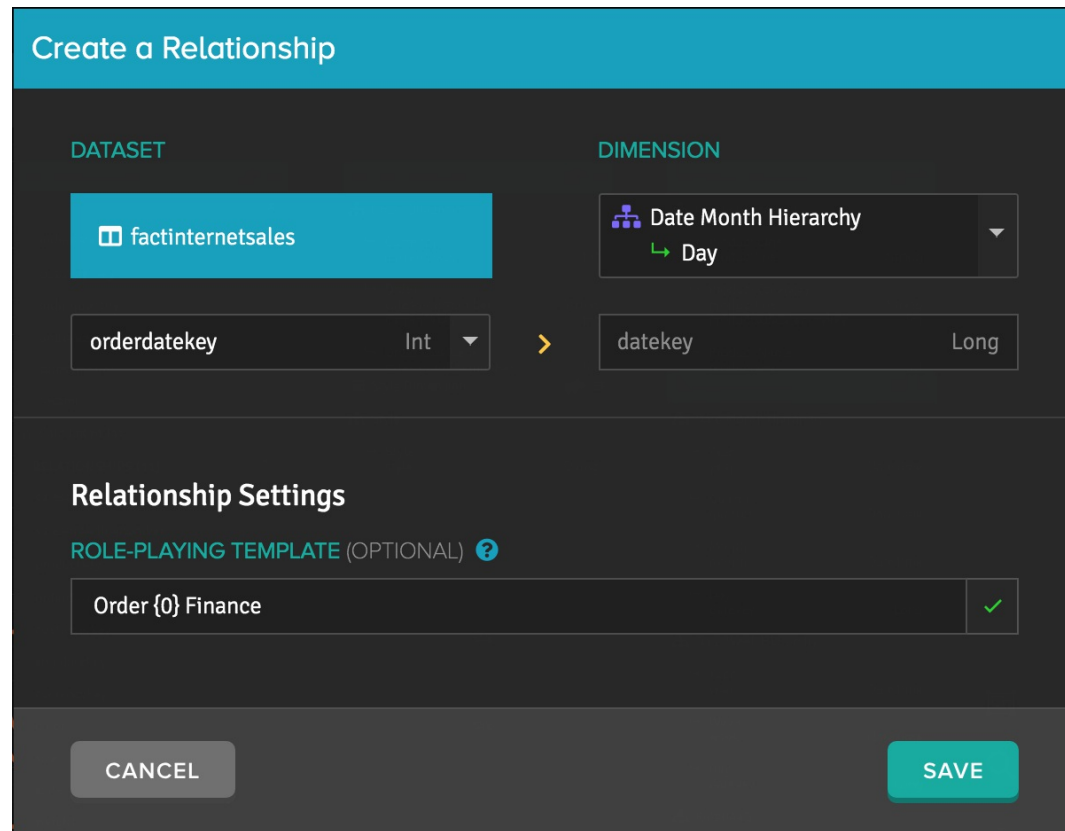 Create a Relationship
DATASET
DIMENSION
factinternetsales
Date Month Hierarchy
Day
orderdatekey Int
datekey Long
Relationship Settings
ROLE-PLAYING TEMPLATE (OPTIONAL) ?
Order {0} Finance
CANCEL
SAVE